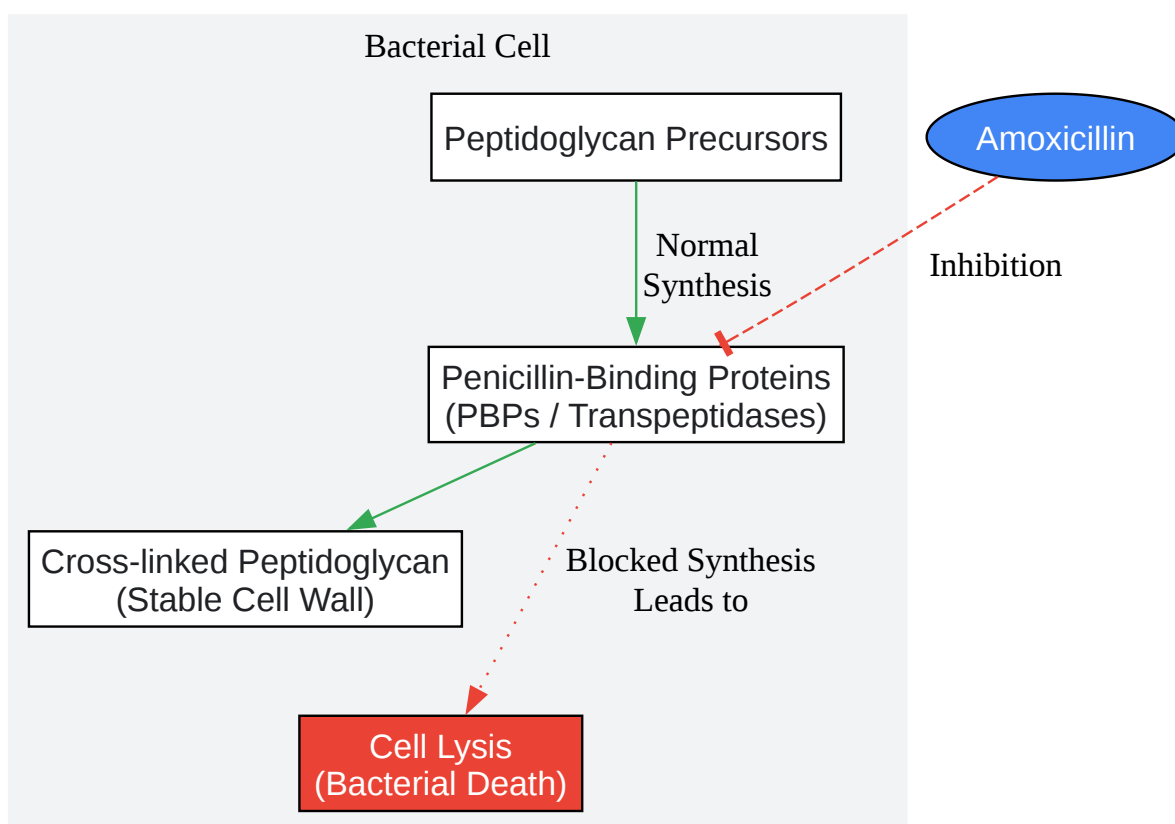 Bacterial Cell
Peptidoglycan Precursors
Amoxicillin
Normal
Synthesis
Inhibition
Penicillin-Binding Proteins
(PBPs / Transpeptidases)
Cross-linked Peptidoglycan
(Stable Cell Wall)
Blocked Synthesis
Leads to
Cell Lysis
(Bacterial Death)